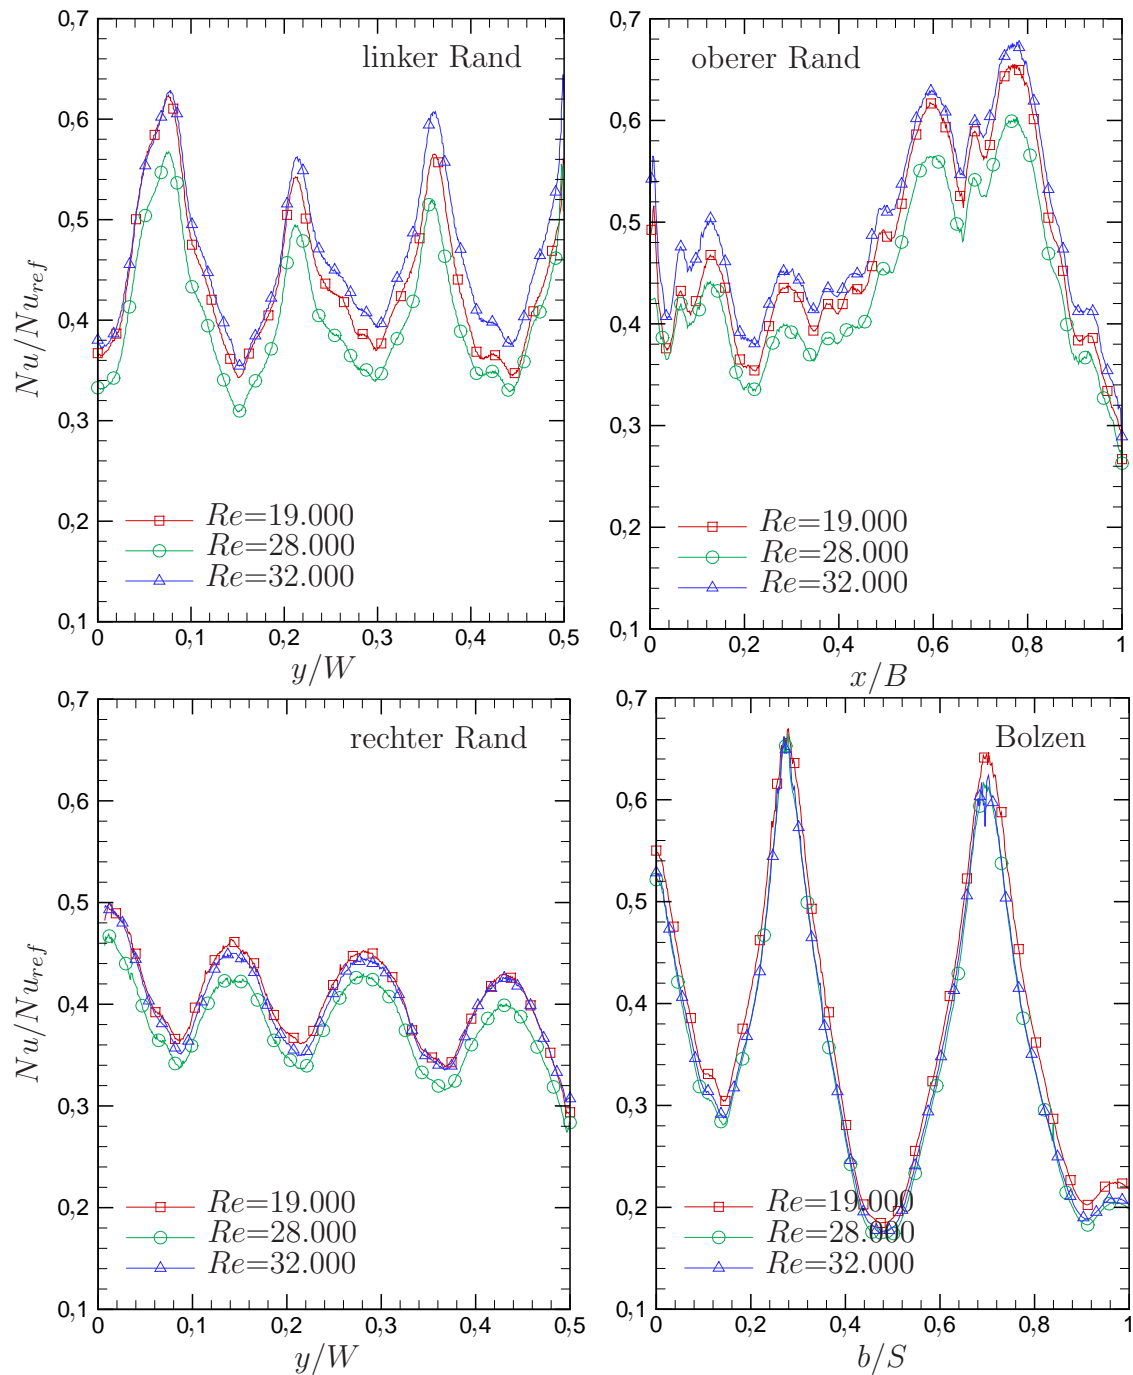 linker Rand
0,7
0,6
0,5
0,4
0,3
0,2
0,1
Nu/Nu_ref
Re=19.000
Re=28.000
Re=32.000
0 0,1 0,2 0,3 0,4 0,5
y/W
oberer Rand
0,7
0,6
0,5
0,4
0,3
0,2
0,1
Re=19.000
Re=28.000
Re=32.000
0 0,2 0,4 0,6 0,8 1
x/B
rechter Rand
0,7
0,6
0,5
0,4
0,3
0,2
0,1
Nu/Nu_ref
Re=19.000
Re=28.000
Re=32.000
0 0,1 0,2 0,3 0,4 0,5
y/W
Bolzen
0,7
0,6
0,5
0,4
0,3
0,2
0,1
Re=19.000
Re=28.000
Re=32.000
0 0,2 0,4 0,6 0,8 1
b/S